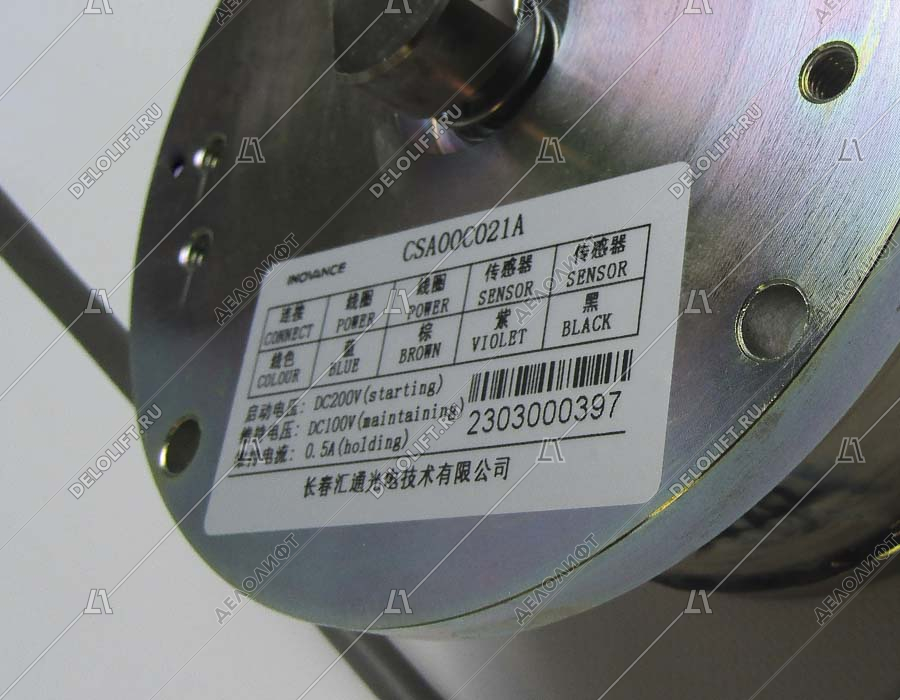 INOVANCE CSA00C021A
连接 线圈 线圈 传感器 传感器
CONNECT POWER POWER SENSOR SENSOR
线色 蓝 棕 紫 黑
COLOUR BLUE BROWN VIOLET BLACK
启动电压: DC200V(starting)
维持电压: DC100V(maintaining)
维持电流: 0.5A(holding)
2303000397
长春汇通光电技术有限公司
DELOLIFT.RU
ДЕЛОЛИФТ